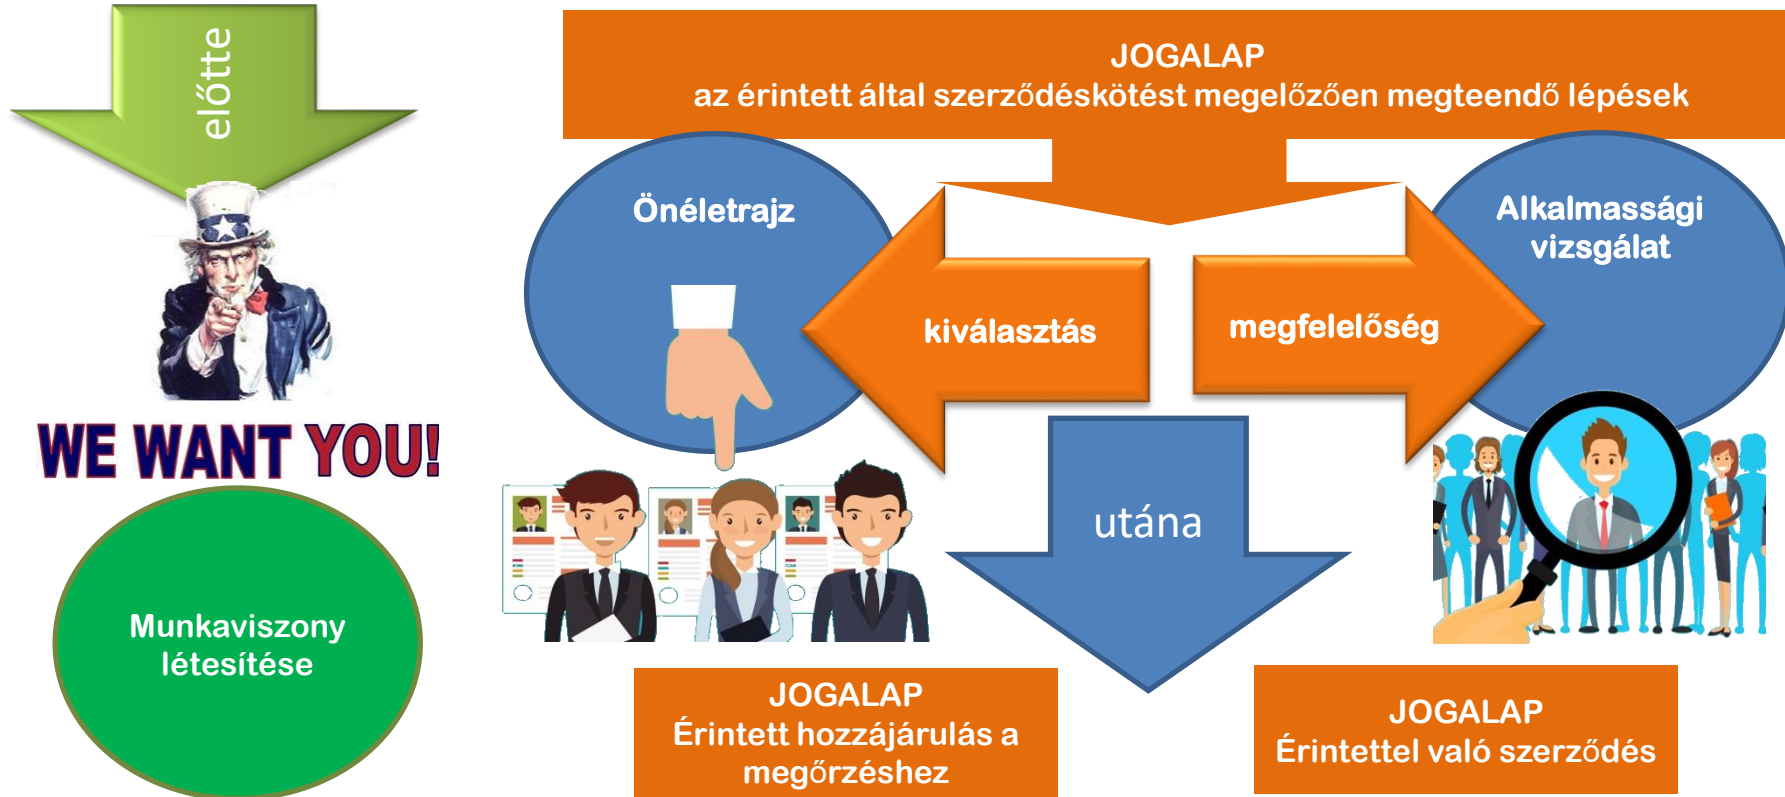 előtte
WE WANT YOU!
Munkaviszony
létesítése
JOGALAP
az érintett által szerződéskötést megelőzően megteendő lépések
Önéletrajz
Alkalmassági
vizsgálat
kiválasztás
megfelelőség
utána
JOGALAP
Érintett hozzájárulás a
megőrzéshez
JOGALAP
Érintettel való szerződés